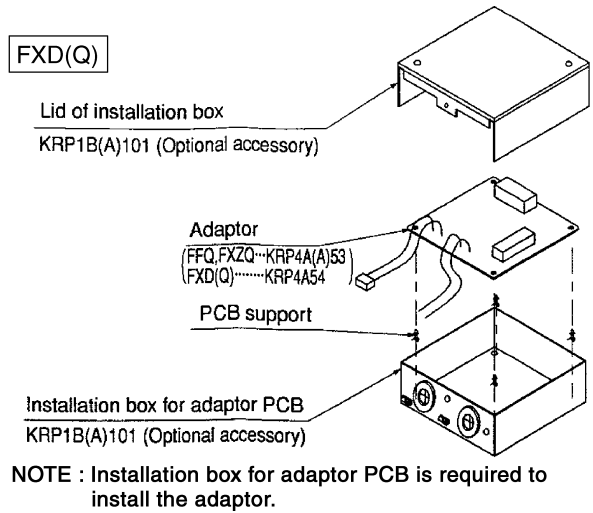 FXD(Q)
Lid of installation box
KRP1B(A)101 (Optional accessory)
Adaptor
(FFQ,FXZQ···KRP4A(A)53
FXD(Q)········KRP4A54)
PCB support
Installation box for adaptor PCB
KRP1B(A)101 (Optional accessory)
NOTE : Installation box for adaptor PCB is required to
install the adaptor.